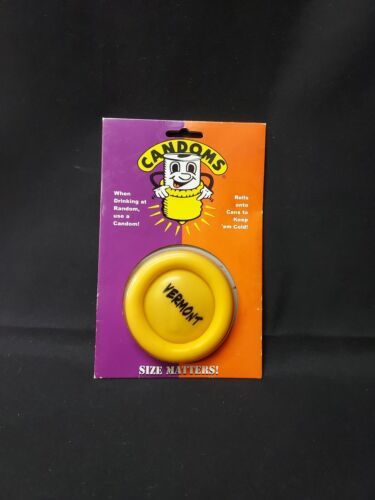 CANDOMS
When
Drinking at
Random,
use a
Candom!
Rolls
onto
Cans to
Keep
'em Cold!
VERMONT
SIZE MATTERS!